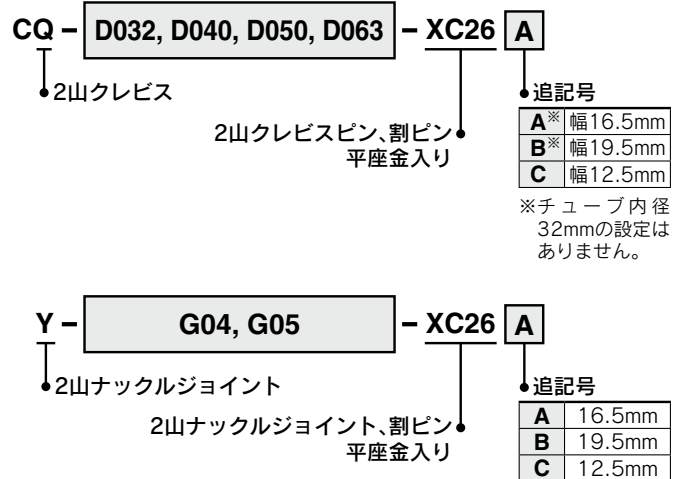 CQ－ D032, D040, D050, D063 －XC26 A
2山クレビス
2山クレビスピン、割ピン
平座金入り
追記号
A※ 幅16.5mm
B※ 幅19.5mm
C 幅12.5mm
※チューブ内径
32mmの設定は
ありません。
Y－ G04, G05 －XC26 A
2山ナックルジョイント
2山ナックルジョイント、割ピン
平座金入り
追記号
A 16.5mm
B 19.5mm
C 12.5mm